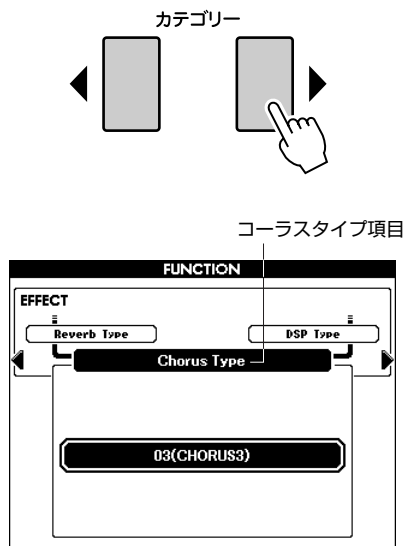 カテゴリー
コーラスタイプ項目
FUNCTION
EFFECT
Reverb Type
DSP Type
Chorus Type
03(CHORUS3)